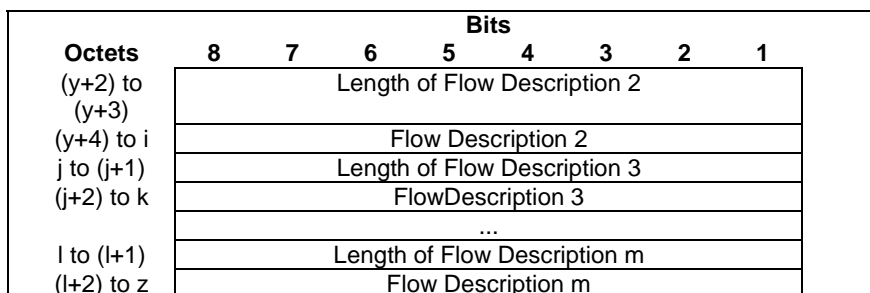 Bits
Octets 8 7 6 5 4 3 2 1
(y+2) to Length of Flow Description 2
(y+3)
(y+4) to i Flow Description 2
j to (j+1) Length of Flow Description 3
(j+2) to k FlowDescription 3
...
l to (l+1) Length of Flow Description m
(l+2) to z Flow Description m